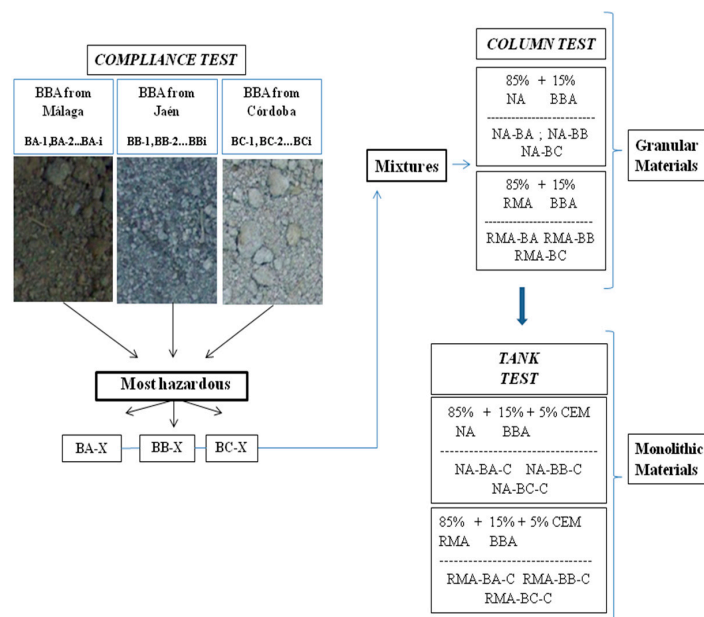 COMPLIANCE TEST
BBA from
Málaga
BA-1,BA-2...BA-i
BBA from
Jaén
BB-1,BB-2...BBi
BBA from
Córdoba
BC-1,BC-2...BCi
Most hazardous
BA-X
BB-X
BC-X
Mixtures
COLUMN TEST
85% + 15%
NA BBA
--------------------------
NA-BA ; NA-BB
NA-BC
85% + 15%
RMA BBA
--------------------------
RMA-BA RMA-BB
RMA-BC
Granular
Materials
TANK
TEST
85% + 15% + 5% CEM
NA BBA
------------------------------------
NA-BA-C NA-BB-C
NA-BC-C
85% + 15% + 5% CEM
RMA BBA
------------------------------------
RMA-BA-C RMA-BB-C
RMA-BC-C
Monolithic
Materials